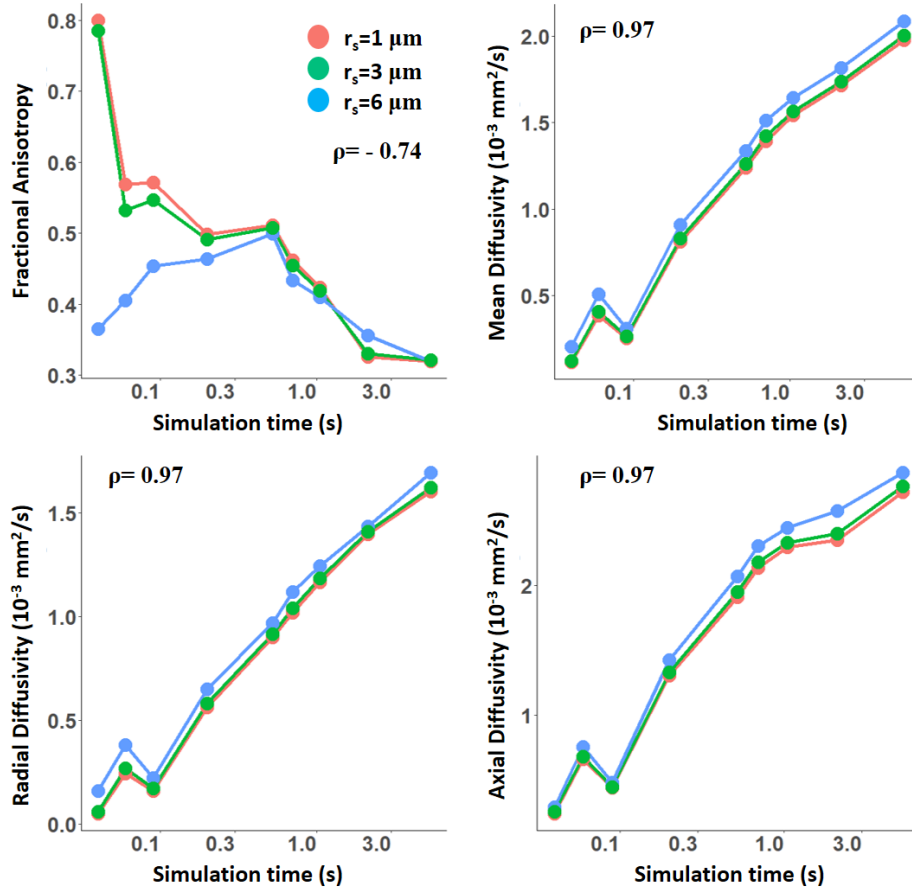 0.8
0.7
0.6
0.5
0.4
0.3
Fractional Anisotropy
r_s=1 μm
r_s=3 μm
r_s=6 μm
ρ= - 0.74
0.1 0.3 1.0 3.0
Simulation time (s)
2.0
1.5
1.0
0.5
Mean Diffusivity (10⁻³ mm²/s)
ρ= 0.97
0.1 0.3 1.0 3.0
Simulation time (s)
1.5
1.0
0.5
0.0
Radial Diffusivity (10⁻³ mm²/s)
ρ= 0.97
0.1 0.3 1.0 3.0
Simulation time (s)
2
1
Axial Diffusivity (10⁻³ mm²/s)
ρ= 0.97
0.1 0.3 1.0 3.0
Simulation time (s)